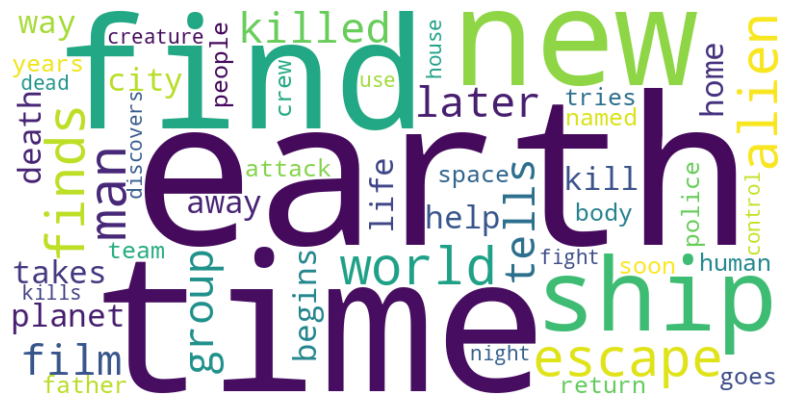 way
creature
people
killed
find
new
house
years
dead
city
crew
use
alien
death
discovers
finds
man
later
tries
named
home
earth
attack
away
life
space
kill
help
tells
body
police
control
team
takes
kills
planet
group
begins
world
fight
soon
human
time
ship
film
father
night
escape
return
goes